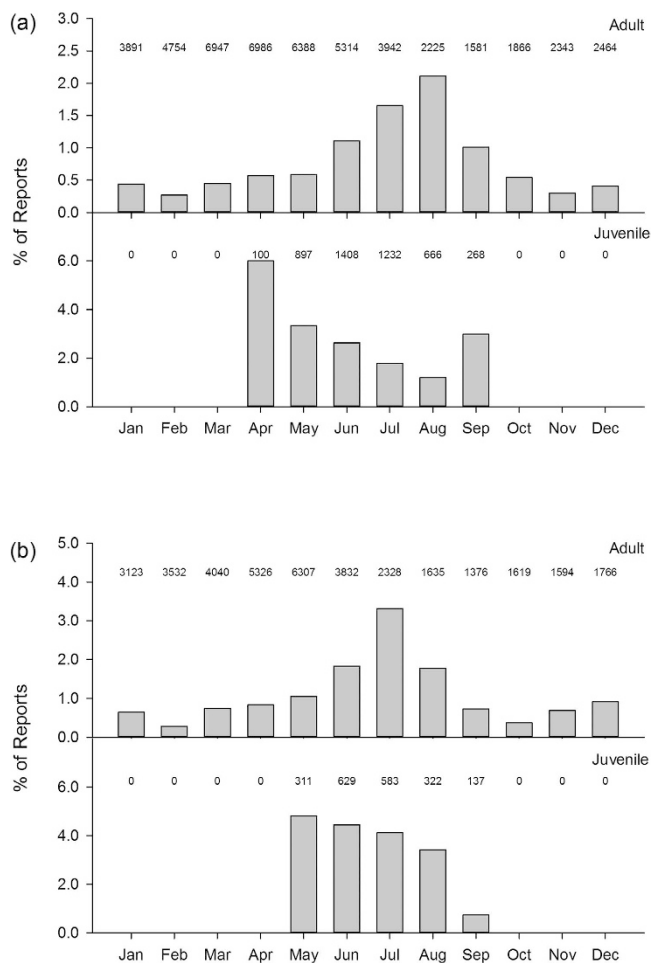 (a)
Adult
3891 4754 6947 6986 6388 5314 3942 2225 1581 1866 2343 2464
3.0
2.5
2.0
1.5
1.0
0.5
0.0
% of Reports
Juvenile
0 0 0 100 897 1408 1232 666 268 0 0 0
6.0
4.0
2.0
0.0
Jan Feb Mar Apr May Jun Jul Aug Sep Oct Nov Dec
(b)
Adult
3123 3532 4040 5326 6307 3832 2328 1635 1376 1619 1594 1766
5.0
4.0
3.0
2.0
1.0
0.0
% of Reports
Juvenile
0 0 0 0 311 629 583 322 137 0 0 0
6.0
4.0
2.0
0.0
Jan Feb Mar Apr May Jun Jul Aug Sep Oct Nov Dec